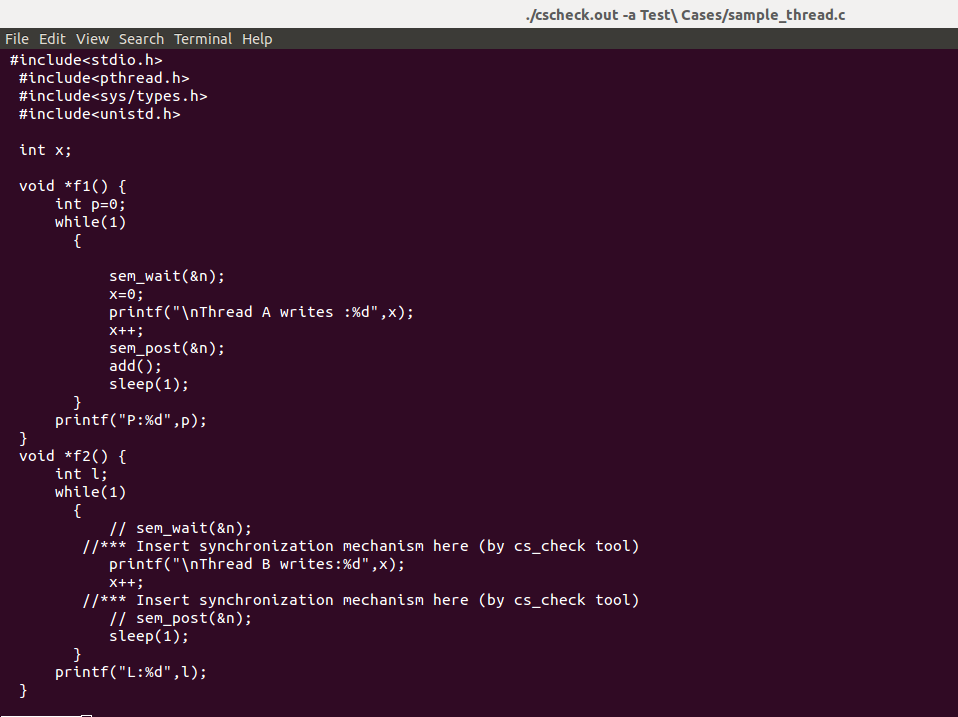 ./cscheck.out -a Test\ Cases/sample_thread.c
File Edit View Search Terminal Help
#include<stdio.h>
#include<pthread.h>
#include<sys/types.h>
#include<unistd.h>
int x;
void *f1() {
int p=0;
while(1)
{
sem_wait(&n);
x=0;
printf("\nThread A writes :%d",x);
x++;
sem_post(&n);
add();
sleep(1);
}
printf("P:%d",p);
}
void *f2() {
int l;
while(1)
{
// sem_wait(&n);
//*** Insert synchronization mechanism here (by cs_check tool)
printf("\nThread B writes:%d",x);
x++;
//*** Insert synchronization mechanism here (by cs_check tool)
// sem_post(&n);
sleep(1);
}
printf("L:%d",l);
}